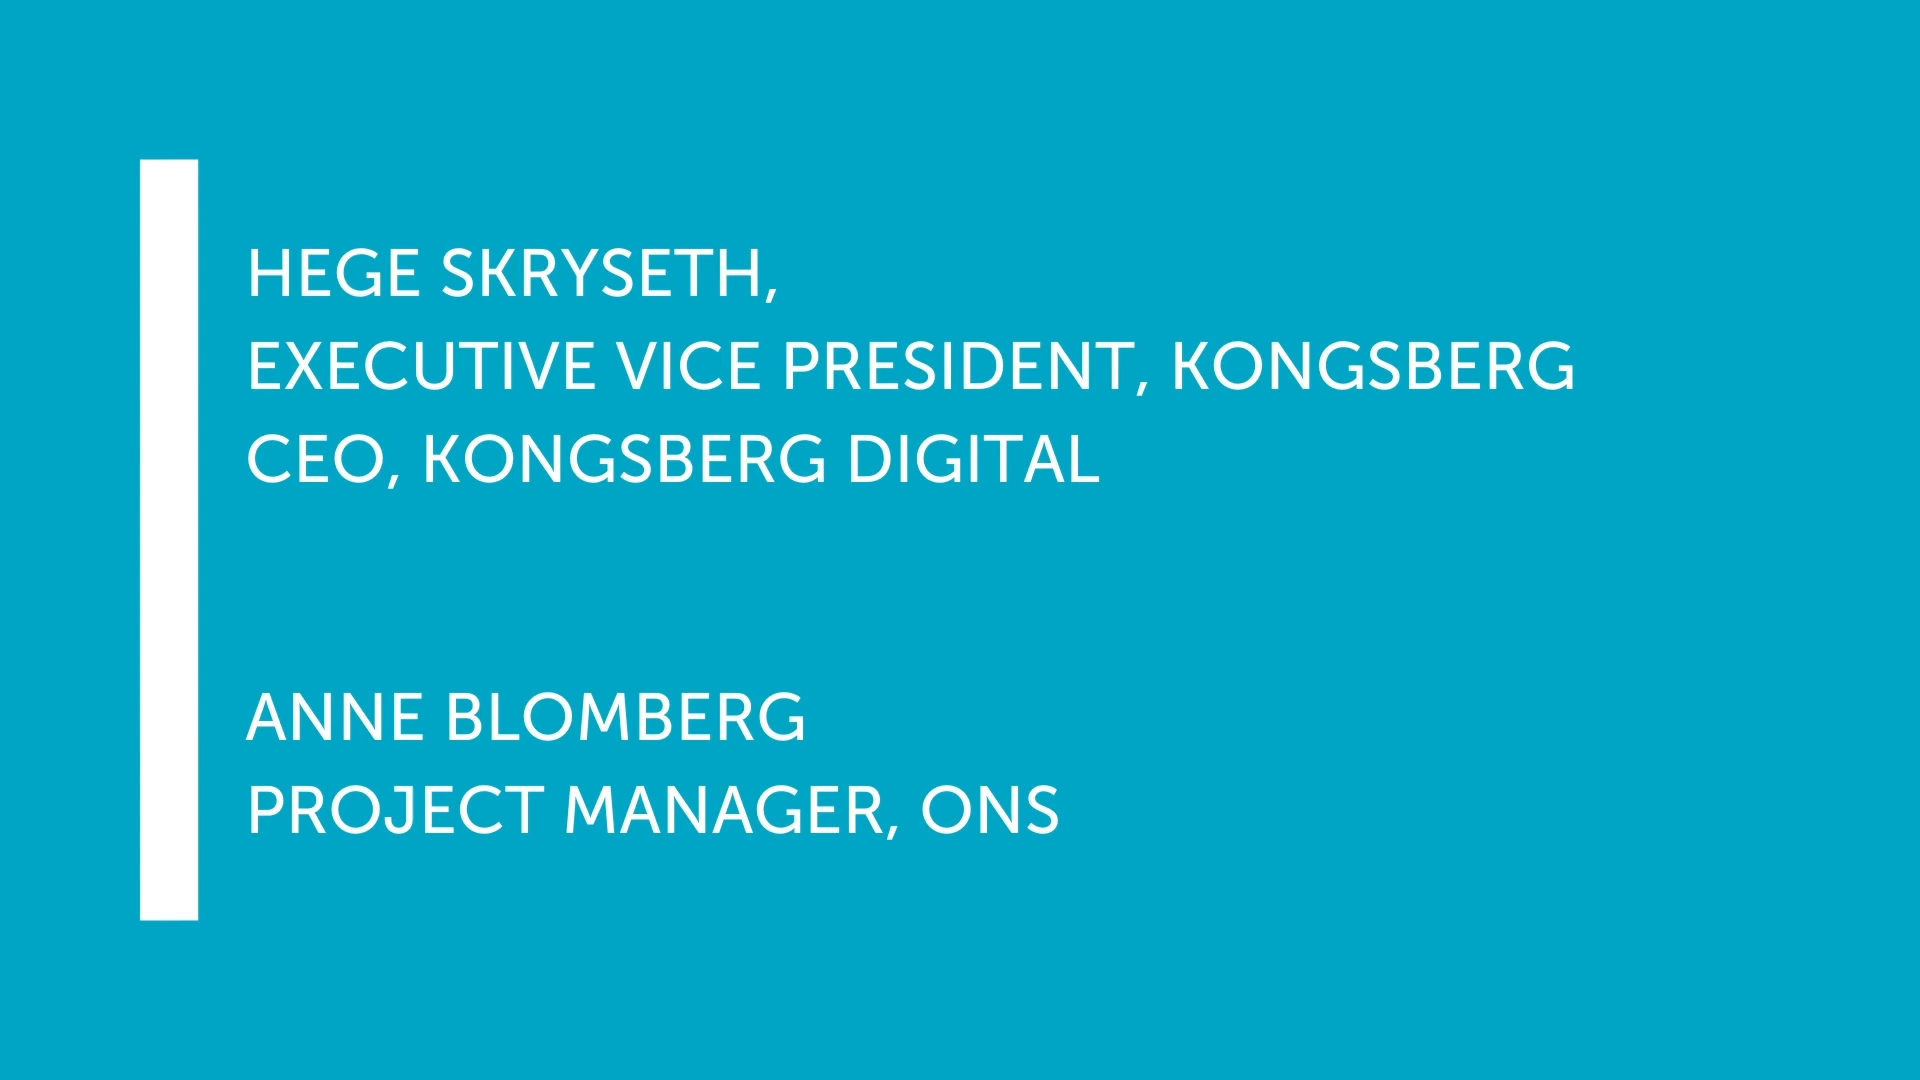 HEGE SKRYSETH,
EXECUTIVE VICE PRESIDENT, KONGSBERG
CEO, KONGSBERG DIGITAL
ANNE BLOMBERG
PROJECT MANAGER, ONS